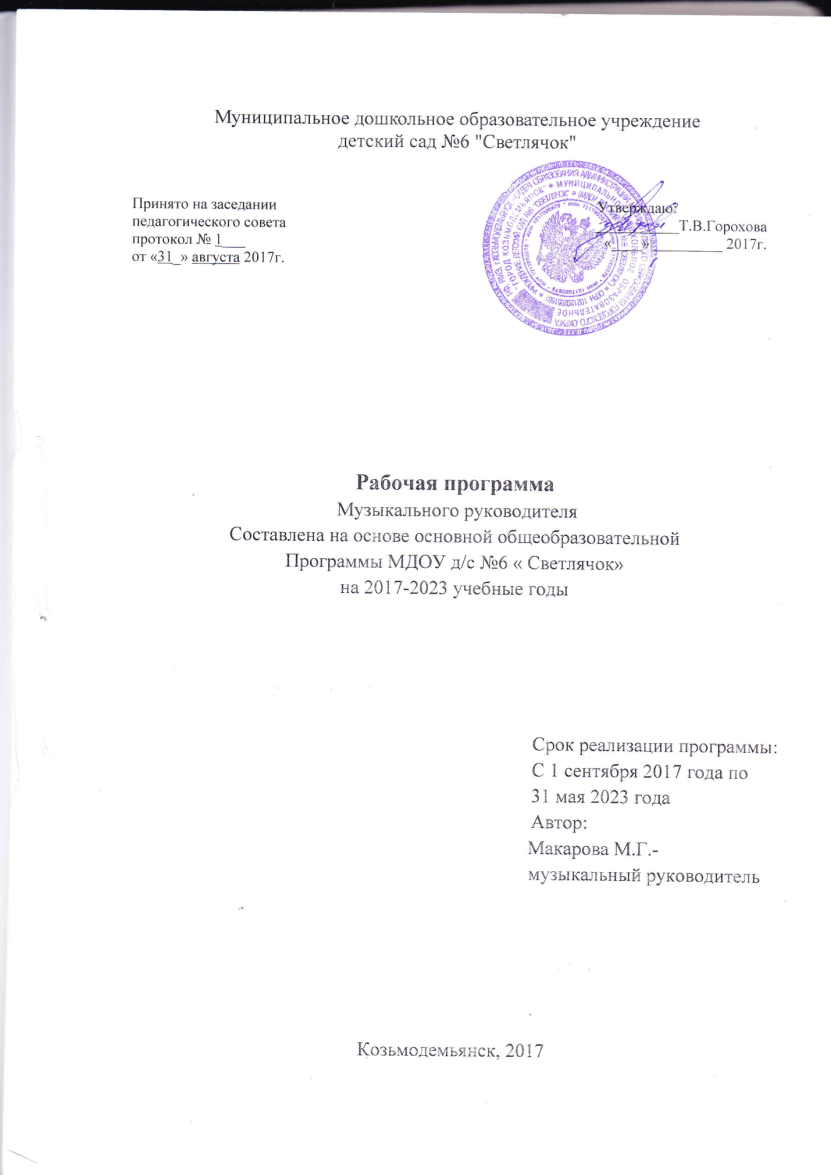 Муниципальное дошкольное образовательное учреждение
детский сад №6 "Светлячок"
Принято на заседании
педагогического совета
протокол № 1___
от «31_» августа 2017г.
Утверждаю?
__________Т.В.Горохова
«____»______________ 2017г.
Рабочая программа
Музыкального руководителя
Составлена на основе основной общеобразовательной
Программы МДОУ д/с №6 « Светлячок»
на 2017-2023 учебные годы
Срок реализации программы:
С 1 сентября 2017 года по
31 мая 2023 года
Автор:
Макарова М.Г.-
музыкальный руководитель
Козьмодемьянск, 2017